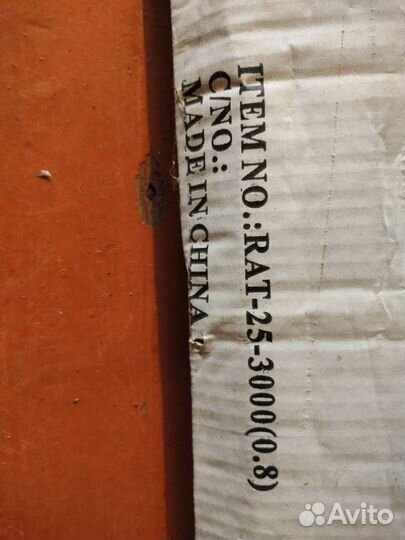 ITEM NO.:RAT-25-3000(0.8)
C/NO.:
MADE IN CHINA
Avito